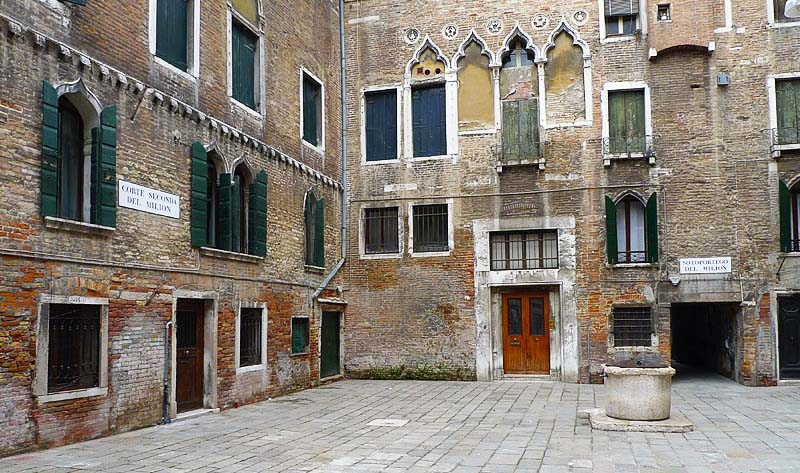 CORTE SECONDA
DEL MILION
SOTOPORTEGO
DEL MILION